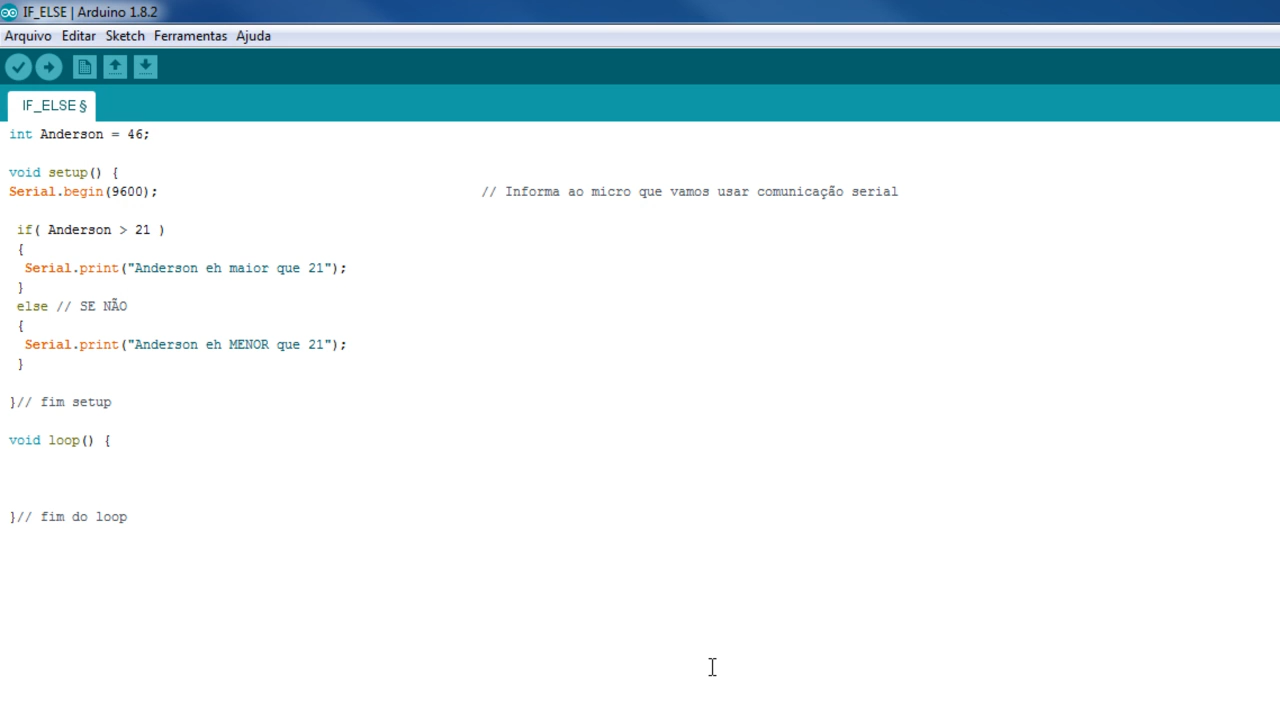 IF_ELSE | Arduino 1.8.2
Arquivo Editar Sketch Ferramentas Ajuda
IF_ELSE §
int Anderson = 46;
void setup() {
Serial.begin(9600); // Informa ao micro que vamos usar comunicação serial
if( Anderson > 21 )
{
Serial.print("Anderson eh maior que 21");
}
else // SE NÃO
{
Serial.print("Anderson eh MENOR que 21");
}
}// fim setup
void loop() {
}// fim do loop